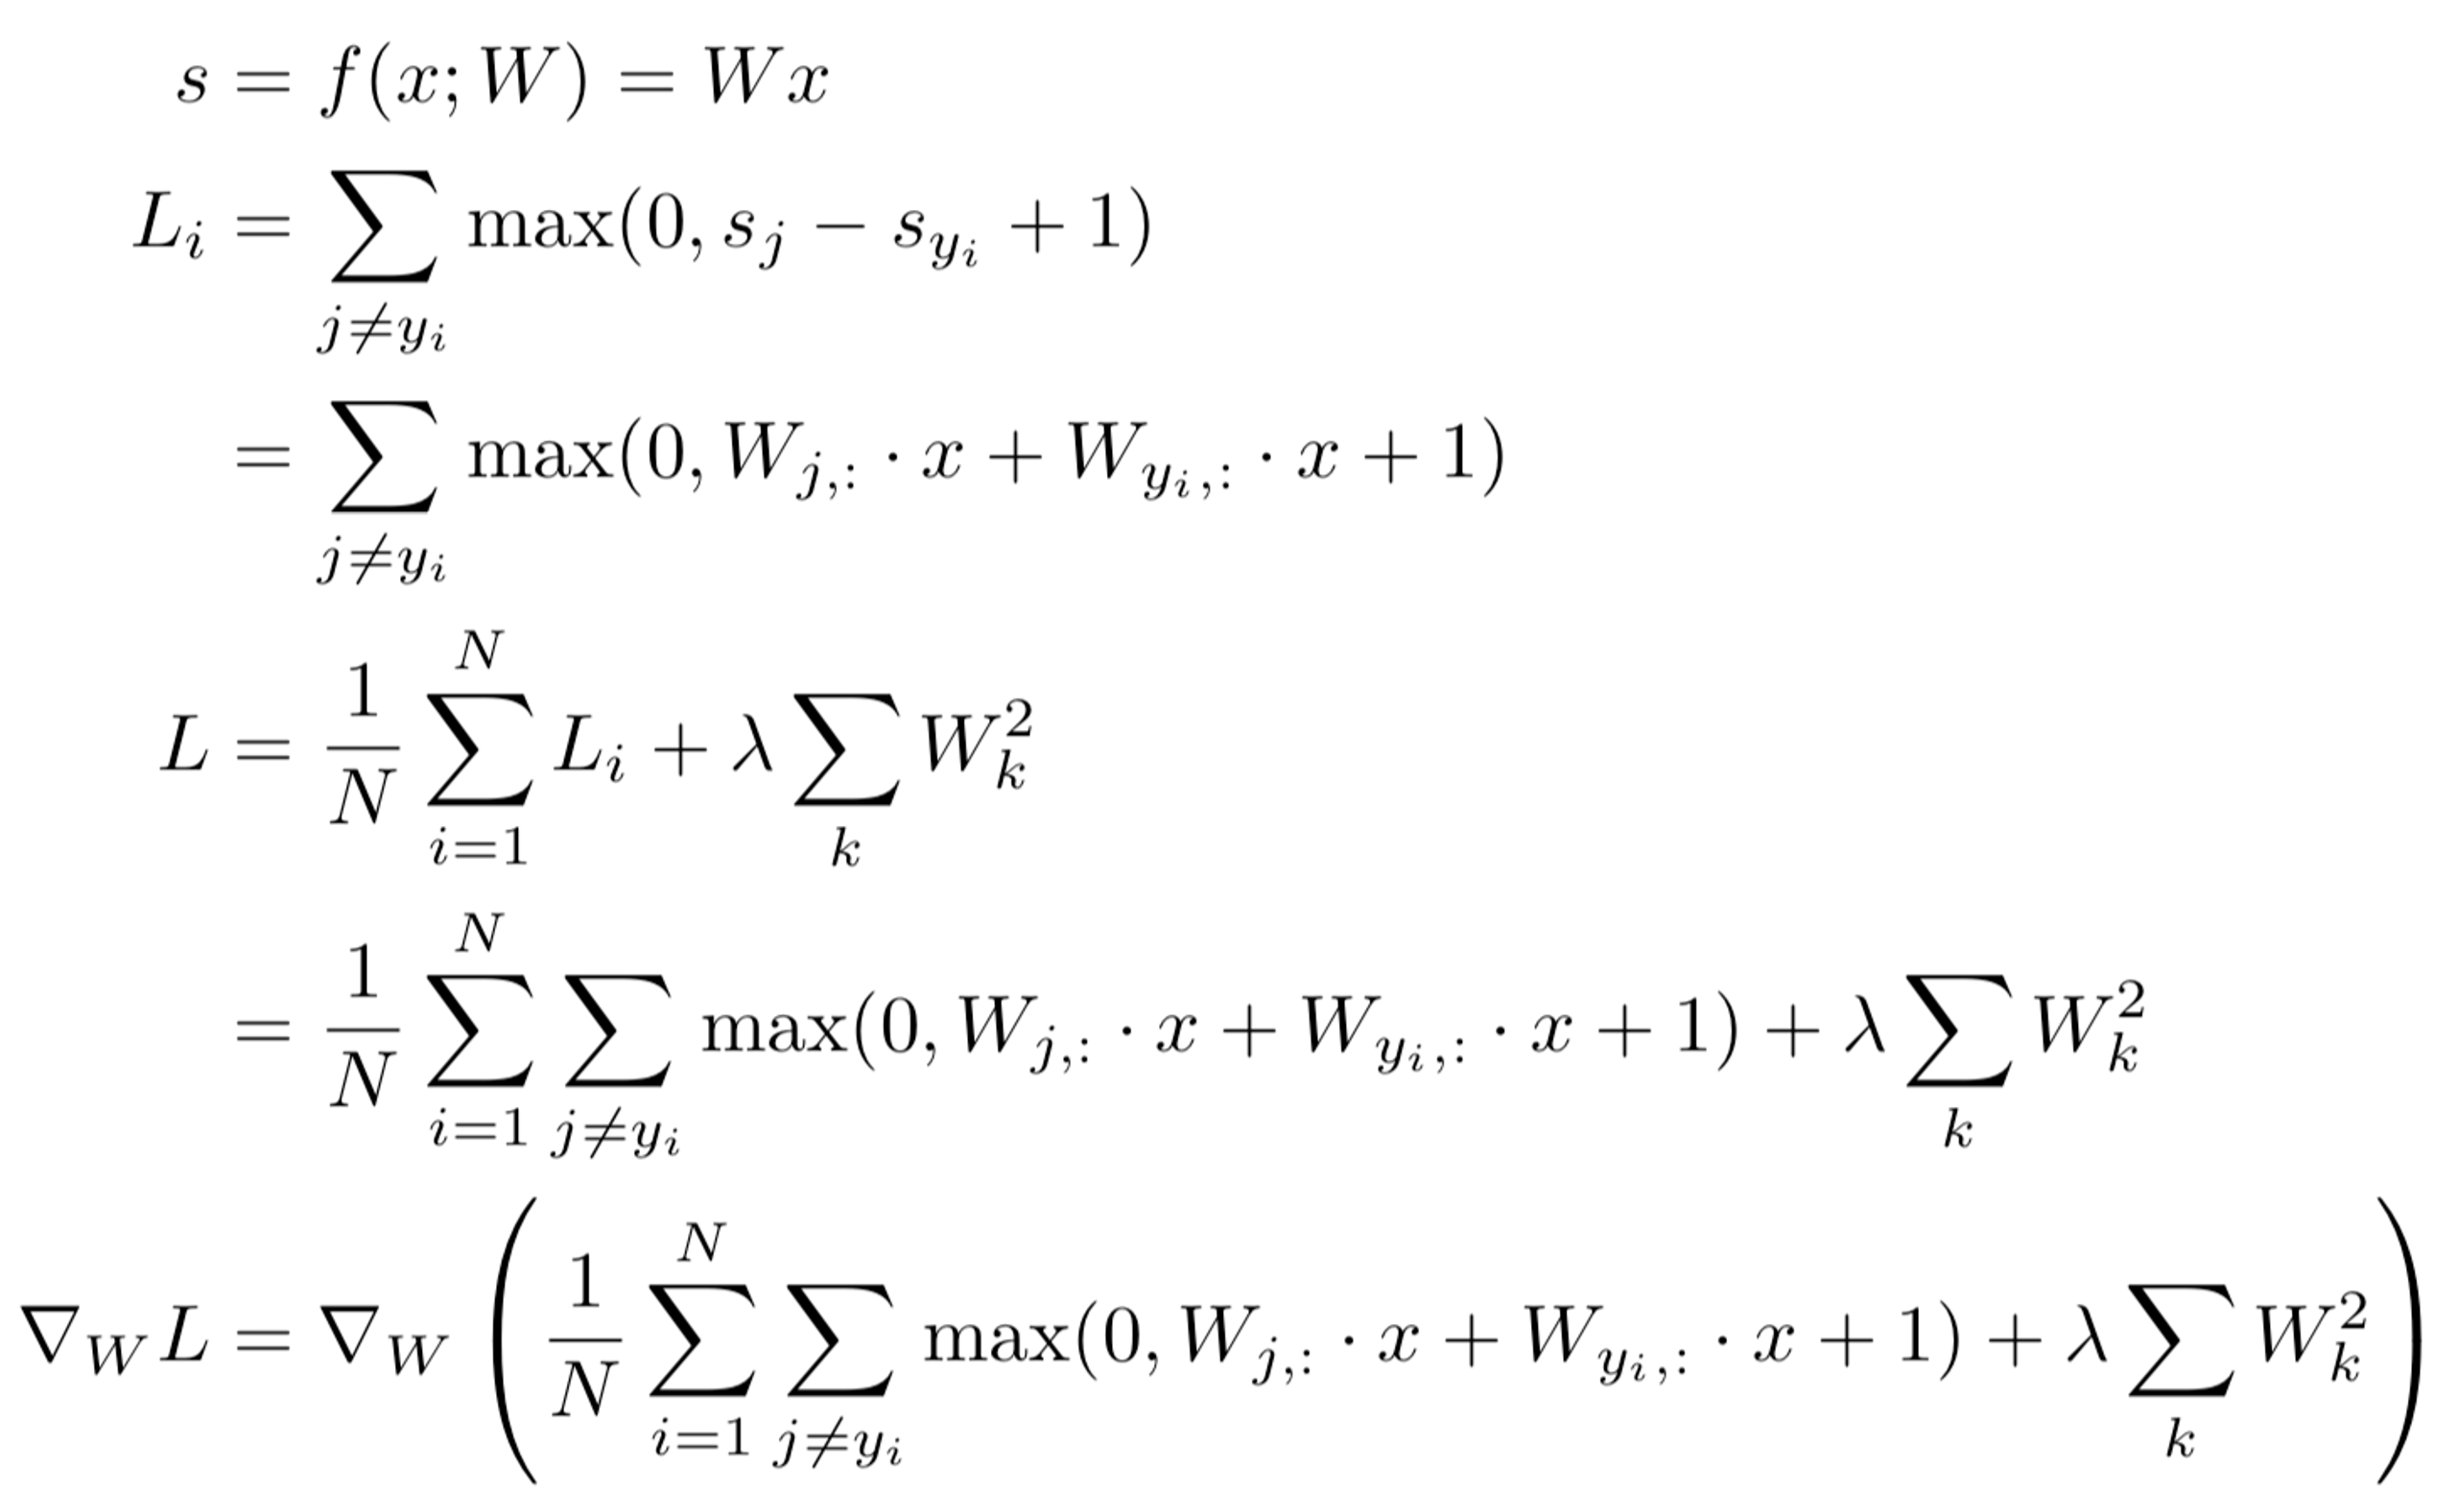 s = f(x; W) = Wx
L_i = \sum_{j \neq y_i} \max(0, s_j - s_{y_i} + 1)
= \sum_{j \neq y_i} \max(0, W_{j,:} \cdot x + W_{y_i,:} \cdot x + 1)
L = \frac{1}{N} \sum_{i=1}^{N} L_i + \lambda \sum_k W_k^2
= \frac{1}{N} \sum_{i=1}^{N} \sum_{j \neq y_i} \max(0, W_{j,:} \cdot x + W_{y_i,:} \cdot x + 1) + \lambda \sum_k W_k^2
\nabla_W L = \nabla_W \left( \frac{1}{N} \sum_{i=1}^{N} \sum_{j \neq y_i} \max(0, W_{j,:} \cdot x + W_{y_i,:} \cdot x + 1) + \lambda \sum_k W_k^2 \right)